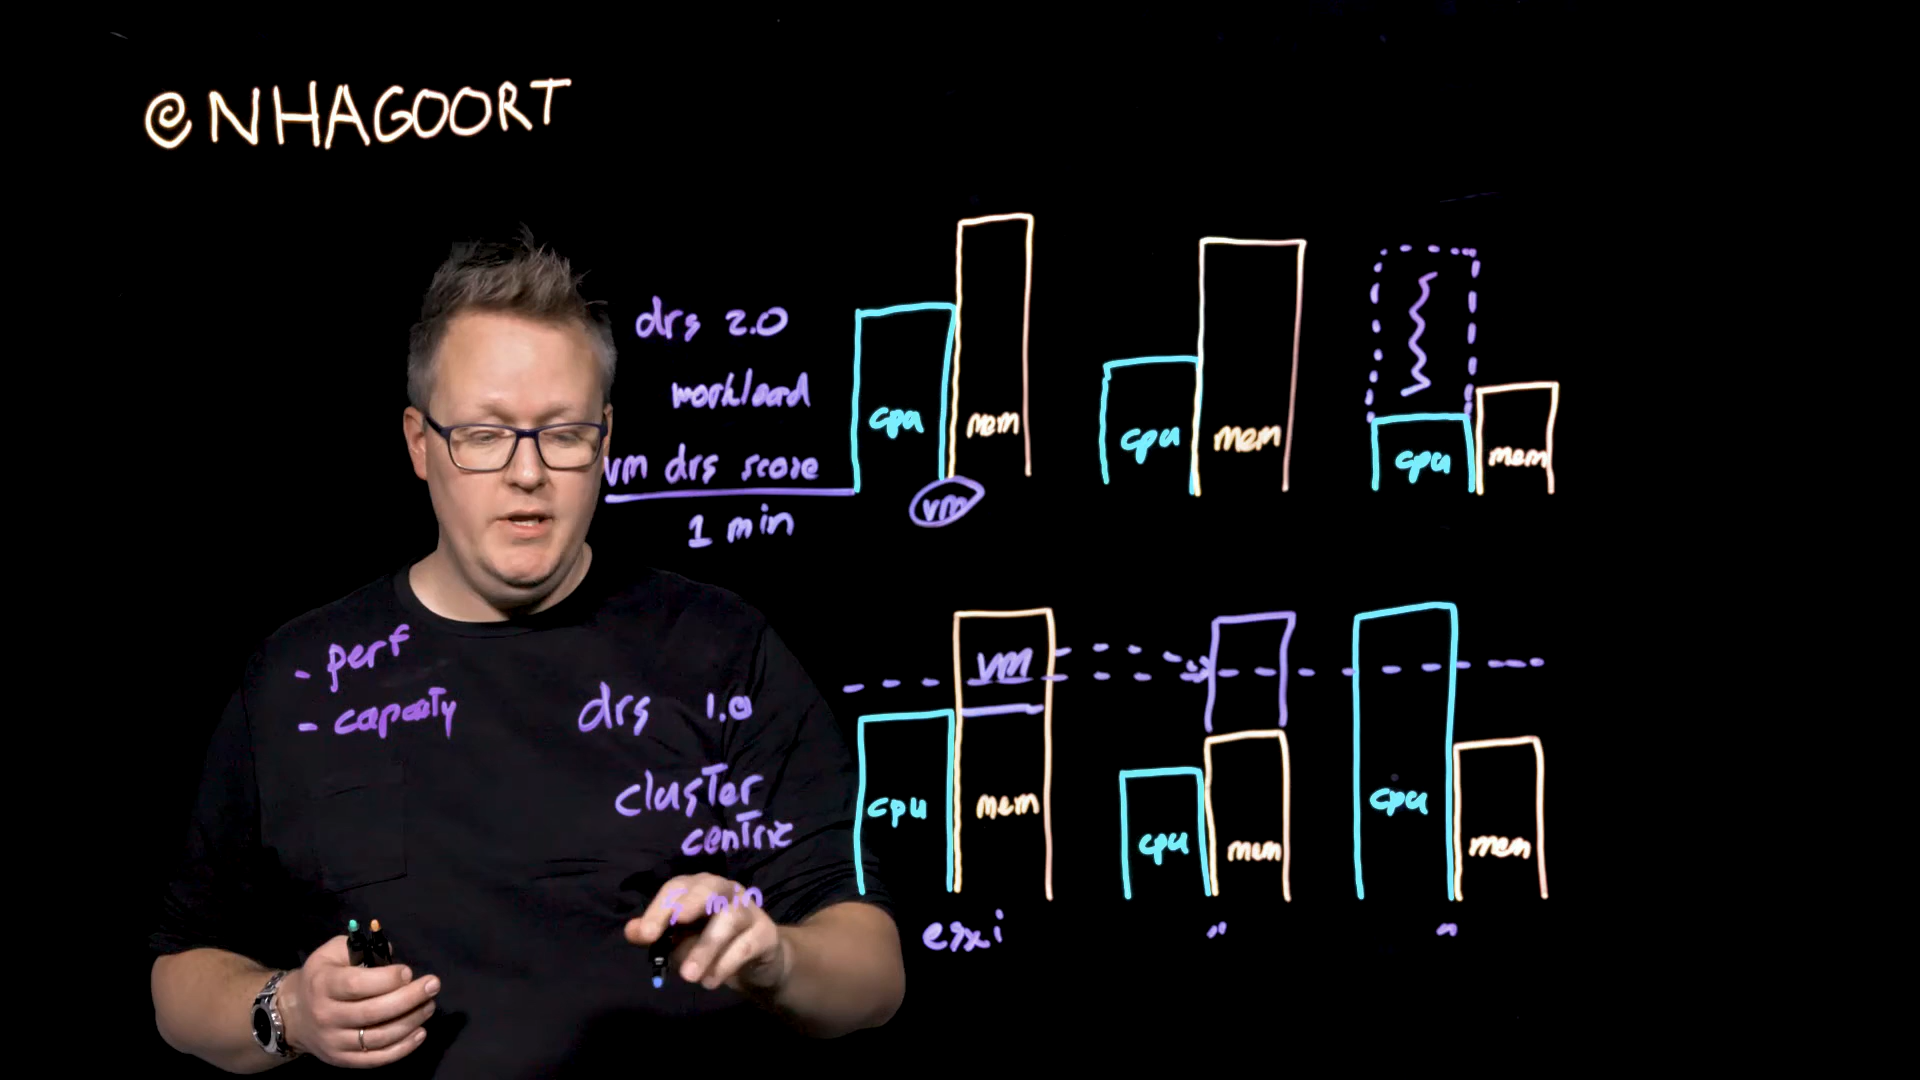 @NHAGOORT
drs 2.0
workload
vm drs score
1 min
cpu mem
vm
cpu mem
cpu mem
- perf
- capacity
drs 1.0
cluster
centric
5 min
vm
cpu mem
cpu mem
cpu mem
esxi " "